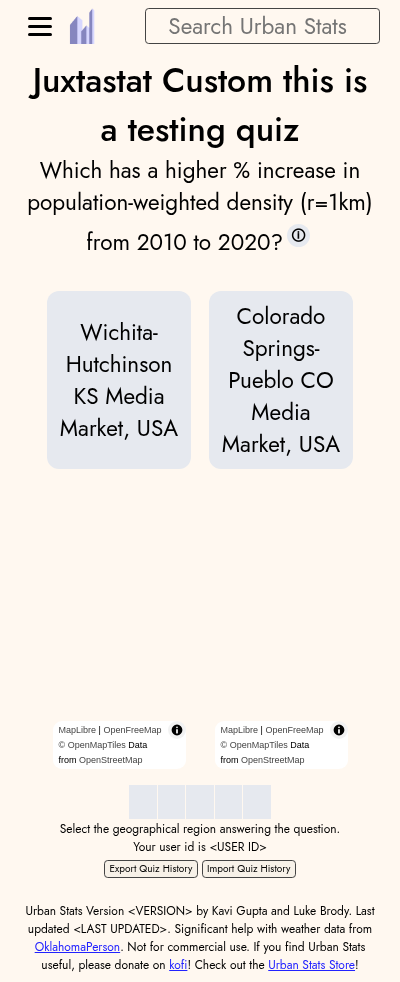 Search Urban Stats
Juxtastat Custom this is
a testing quiz
Which has a higher % increase in
population-weighted density (r=1km)
from 2010 to 2020?
Wichita-
Hutchinson
KS Media
Market, USA
Colorado
Springs-
Pueblo CO
Media
Market, USA
MapLibre | OpenFreeMap
© OpenMapTiles Data
from OpenStreetMap
MapLibre | OpenFreeMap
© OpenMapTiles Data
from OpenStreetMap
Select the geographical region answering the question.
Your user id is <USER ID>
Export Quiz History Import Quiz History
Urban Stats Version <VERSION> by Kavi Gupta and Luke Brody. Last
updated <LAST UPDATED>. Significant help with weather data from
OklahomaPerson. Not for commercial use. If you find Urban Stats
useful, please donate on kofi! Check out the Urban Stats Store!